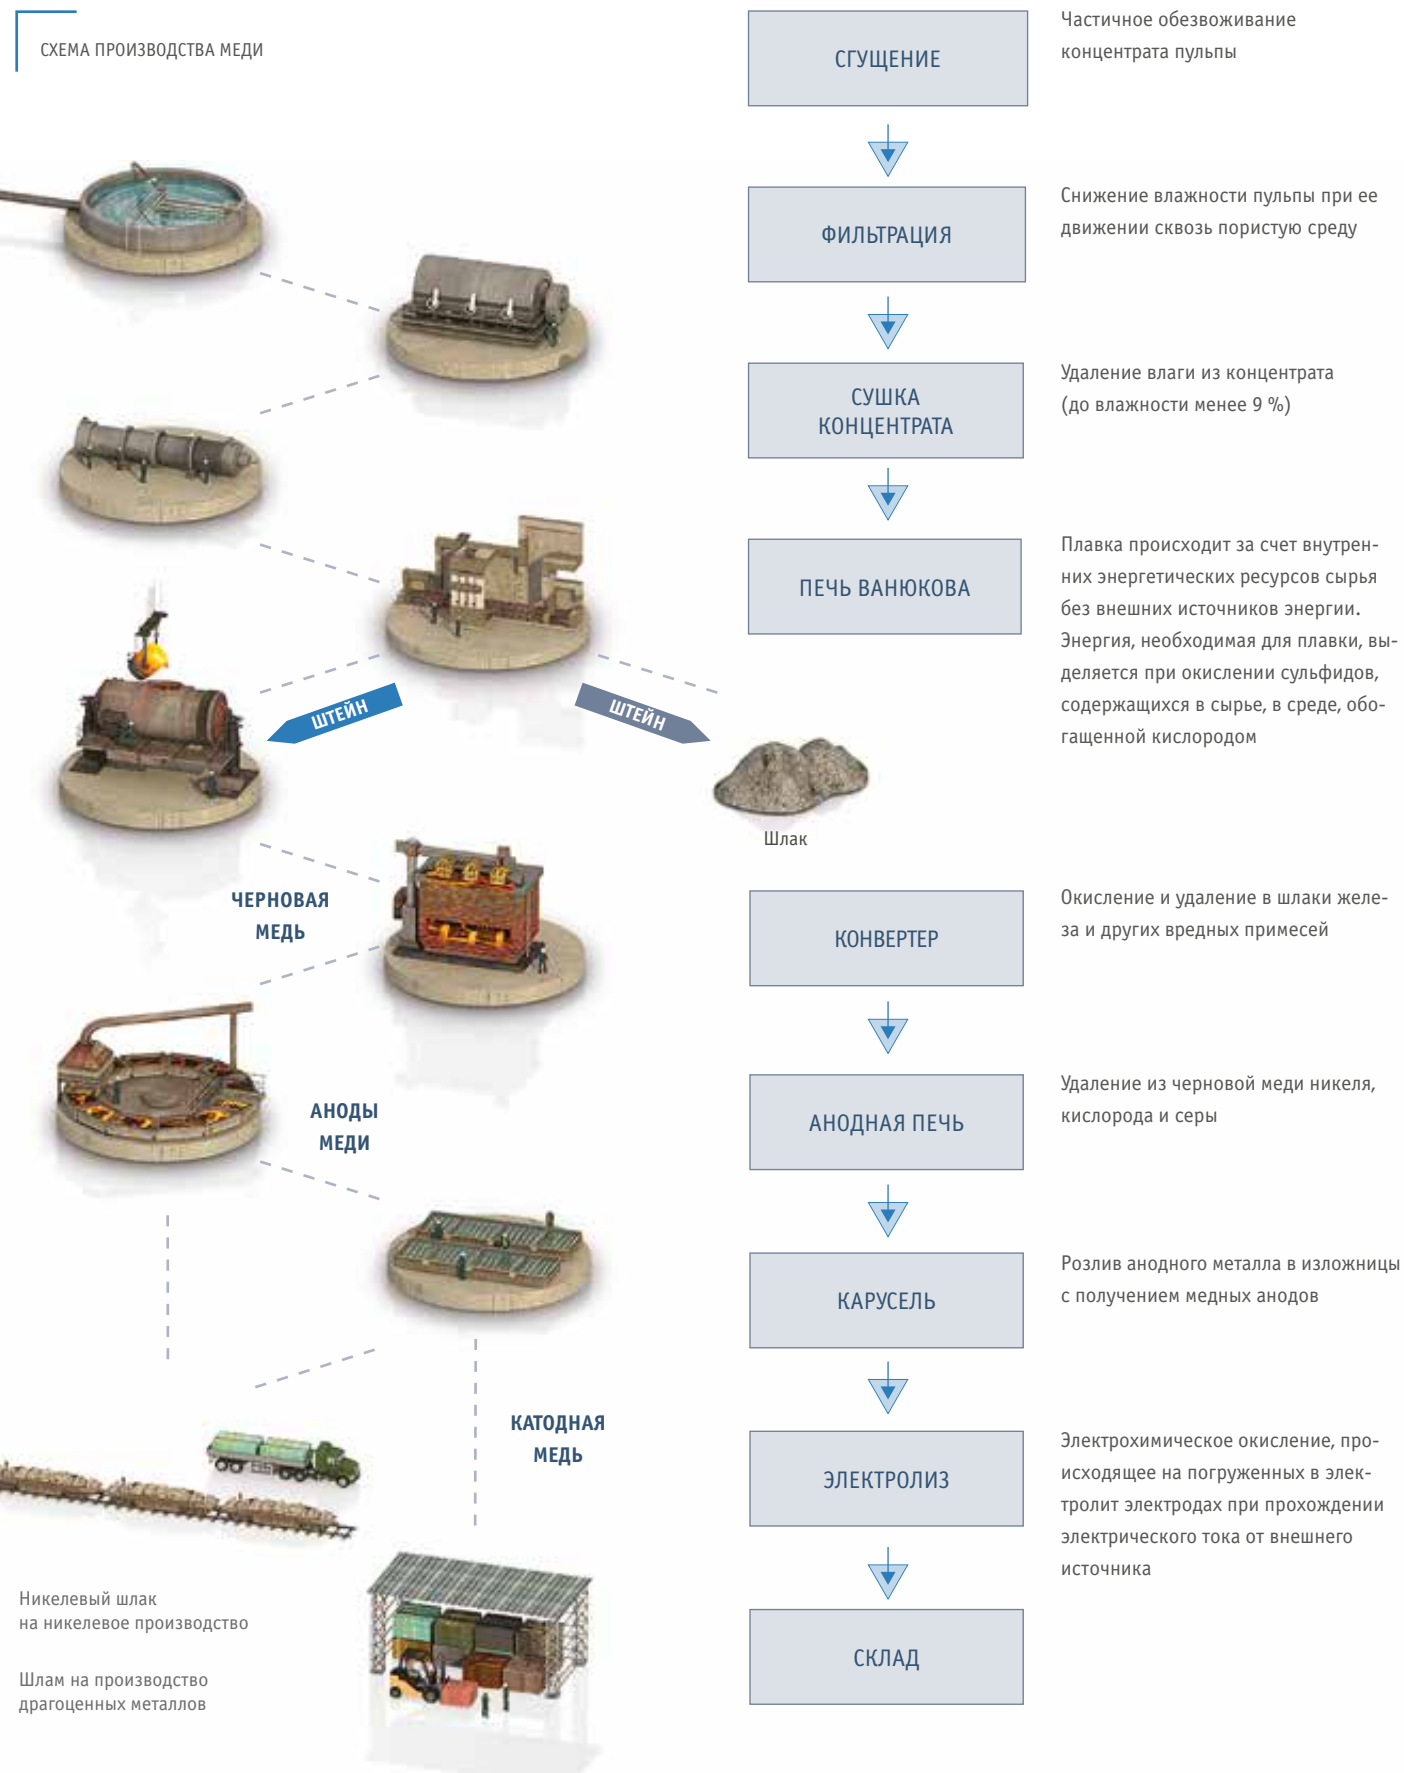 СХЕМА ПРОИЗВОДСТВА МЕДИ
СГУЩЕНИЕ
Частичное обезвоживание
концентрата пульпы
ФИЛЬТРАЦИЯ
Снижение влажности пульпы при ее
движении сквозь пористую среду
СУШКА
КОНЦЕНТРАТА
Удаление влаги из концентрата
(до влажности менее 9 %)
ПЕЧЬ ВАНЮКОВА
Плавка происходит за счет внутрен-
них энергетических ресурсов сырья
без внешних источников энергии.
Энергия, необходимая для плавки, вы-
деляется при окислении сульфидов,
содержащихся в сырье, в среде, обо-
гащенной кислородом
ШТЕЙН
ШТЕЙН
Шлак
ЧЕРНОВАЯ
МЕДЬ
КОНВЕРТЕР
Окисление и удаление в шлаки желе-
за и других вредных примесей
АНОДЫ
МЕДИ
АНОДНАЯ ПЕЧЬ
Удаление из черновой меди никеля,
кислорода и серы
КАРУСЕЛЬ
Розлив анодного металла в изложницы
с получением медных анодов
КАТОДНАЯ
МЕДЬ
ЭЛЕКТРОЛИЗ
Электрохимическое окисление, про-
исходящее на погруженных в элек-
тролит электродах при прохождении
электрического тока от внешнего
источника
СКЛАД
Никелевый шлак
на никелевое производство
Шлам на производство
драгоценных металлов